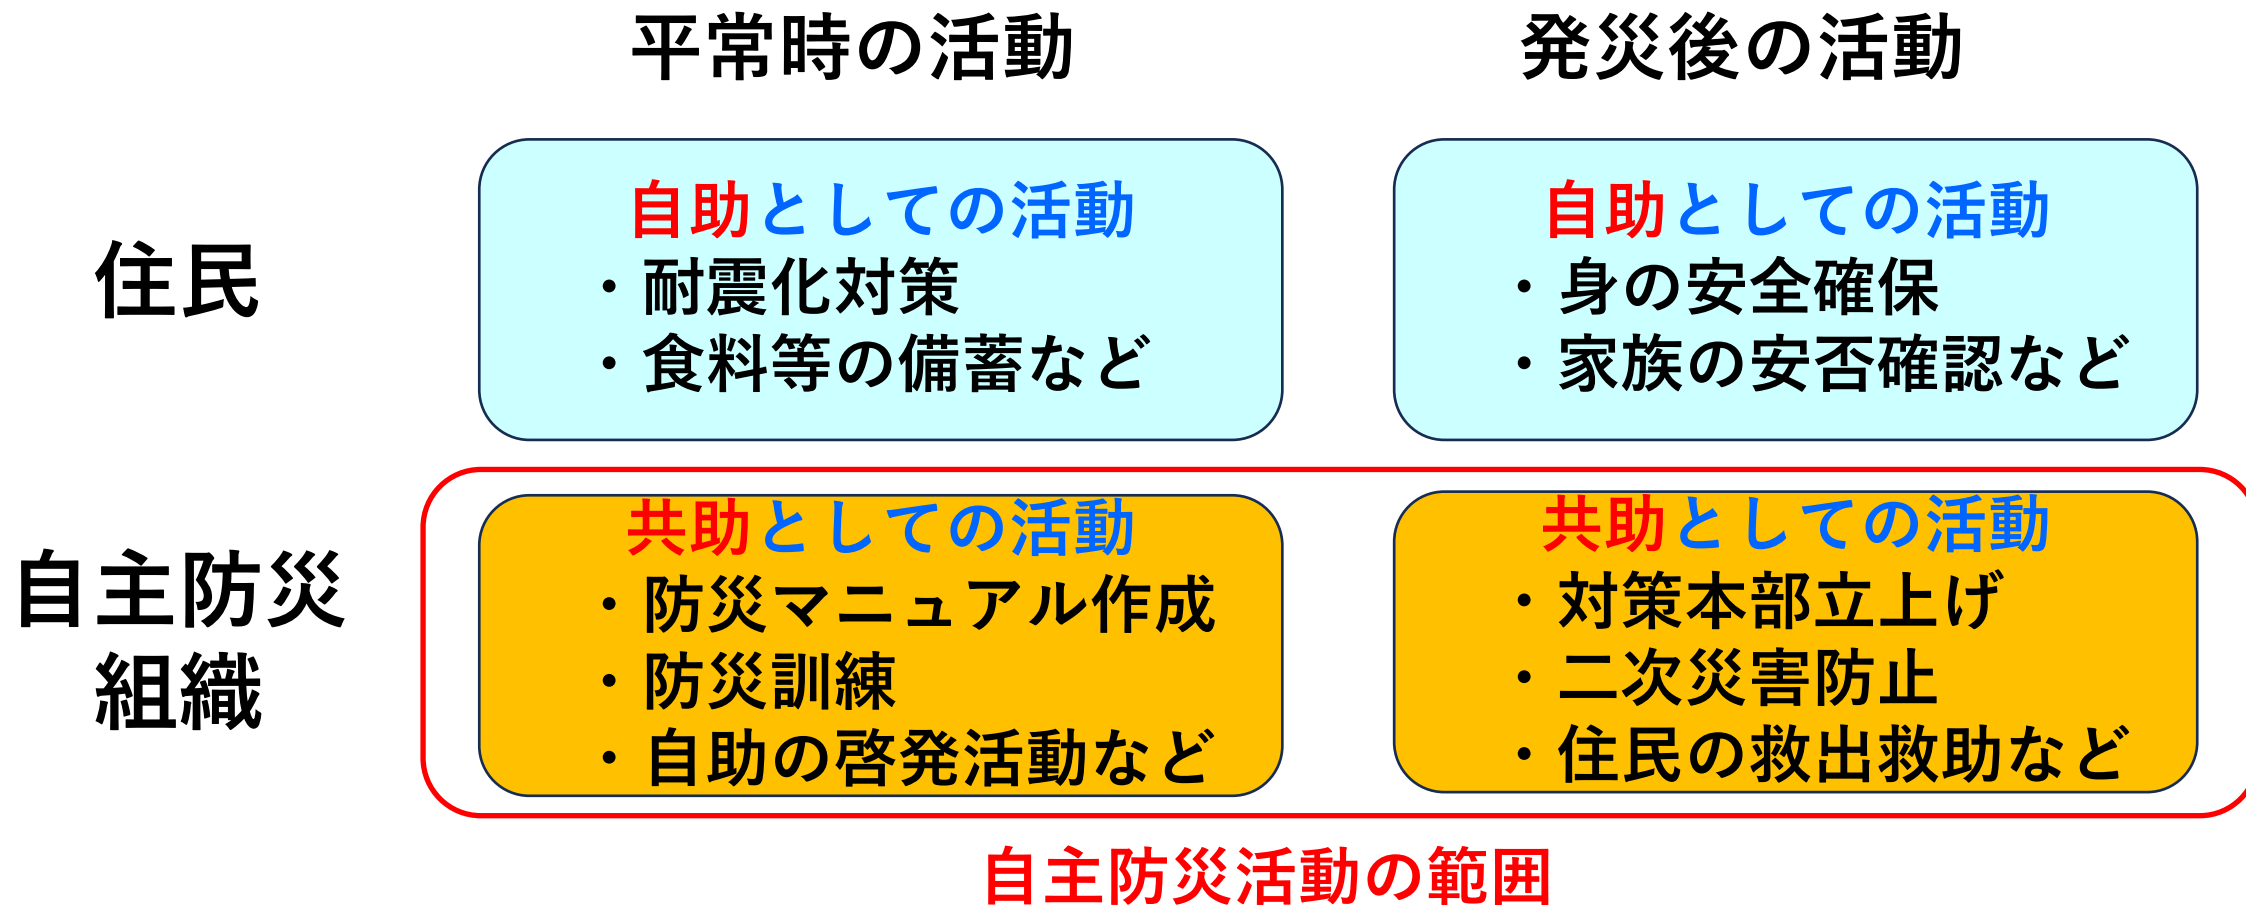 平常時の活動
発災後の活動
住民
自助としての活動
・耐震化対策
・食料等の備蓄など
自助としての活動
・身の安全確保
・家族の安否確認など
自主防災
組織
共助としての活動
・防災マニュアル作成
・防災訓練
・自助の啓発活動など
共助としての活動
・対策本部立上げ
・二次災害防止
・住民の救出救助など
自主防災活動の範囲